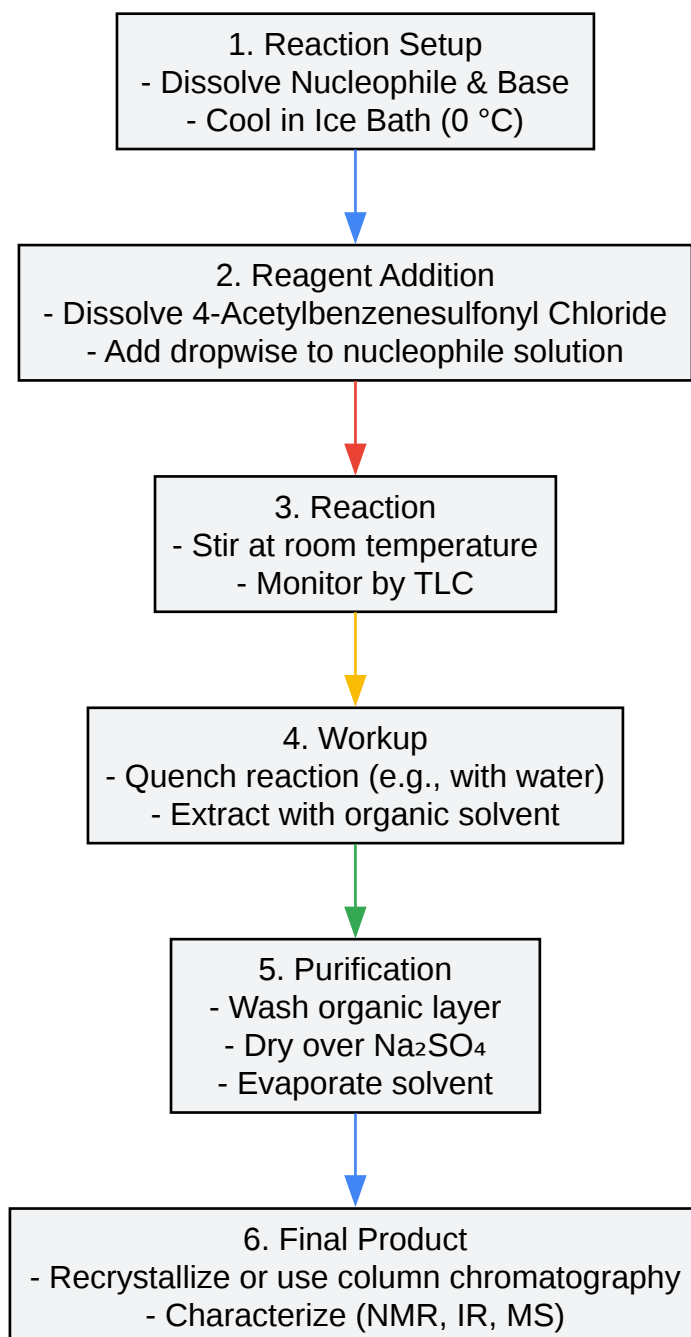 1. Reaction Setup
- Dissolve Nucleophile & Base
- Cool in Ice Bath (0 °C)
2. Reagent Addition
- Dissolve 4-Acetylbenzenesulfonyl Chloride
- Add dropwise to nucleophile solution
3. Reaction
- Stir at room temperature
- Monitor by TLC
4. Workup
- Quench reaction (e.g., with water)
- Extract with organic solvent
5. Purification
- Wash organic layer
- Dry over Na₂SO₄
- Evaporate solvent
6. Final Product
- Recrystallize or use column chromatography
- Characterize (NMR, IR, MS)